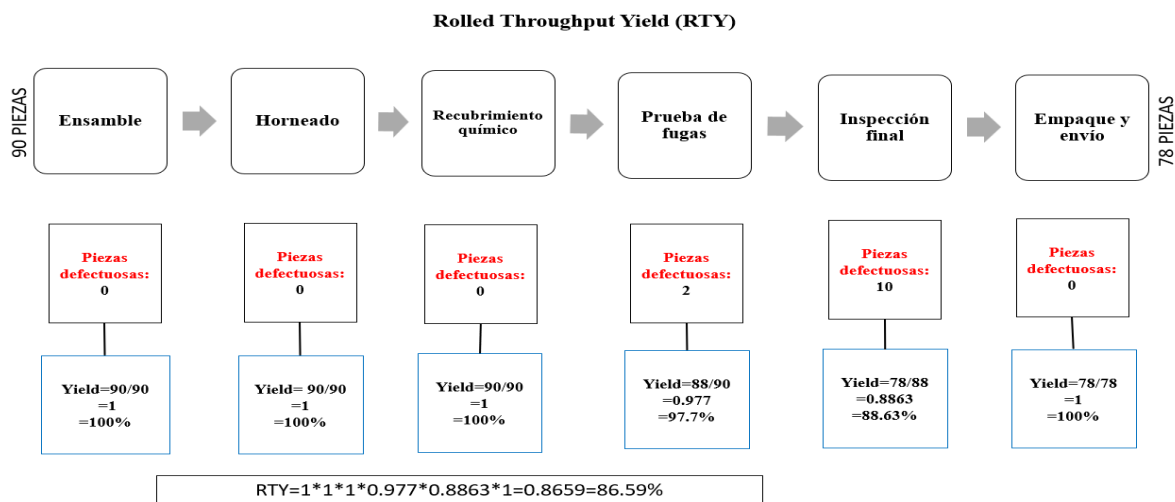 Rolled Throughput Yield (RTY)
90 PIEZAS
Ensamble
Horneado
Recubrimiento
químico
Prueba de
fugas
Inspección
final
Empaque y
envío
78 PIEZAS
Piezas
defectuosas:
0
Piezas
defectuosas:
0
Piezas
defectuosas:
0
Piezas
defectuosas:
2
Piezas
defectuosas:
10
Piezas
defectuosas:
0
Yield=90/90
=1
=100%
Yield= 90/90
=1
=100%
Yield=90/90
=1
=100%
Yield=88/90
=0.977
=97.7%
Yield=78/88
=0.8863
=88.63%
Yield=78/78
=1
=100%
RTY=1*1*1*0.977*0.8863*1=0.8659=86.59%